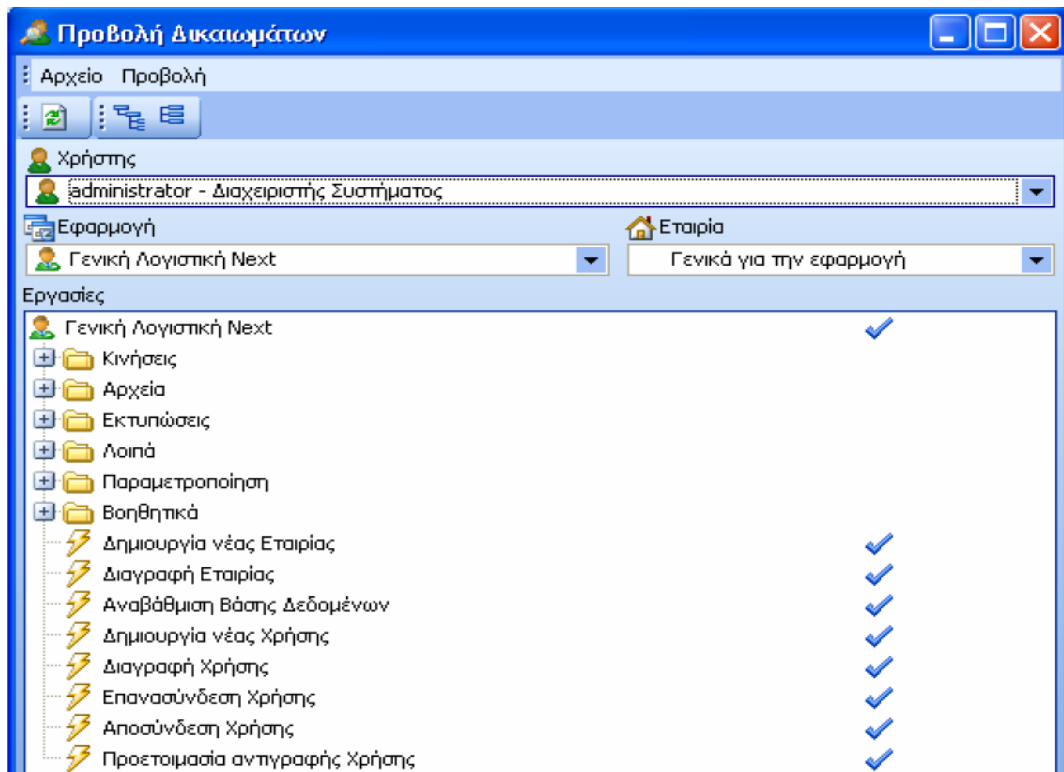 Προβολή Δικαιωμάτων
Αρχείο Προβολή
Χρήστης
administrator - Διαχειριστής Συστήματος
Εφαρμογή Εταιρία
Γενική Λογιστική Next Γενικά για την εφαρμογή
Εργασίες
Γενική Λογιστική Next
Κινήσεις
Αρχεία
Εκτυπώσεις
Λοιπά
Παραμετροποίηση
Βοηθητικά
Δημιουργία νέας Εταιρίας
Διαγραφή Εταιρίας
Αναβάθμιση Βάσης Δεδομένων
Δημιουργία νέας Χρήσης
Διαγραφή Χρήσης
Επανασύνδεση Χρήσης
Αποσύνδεση Χρήσης
Προετοιμασία αντιγραφής Χρήσης